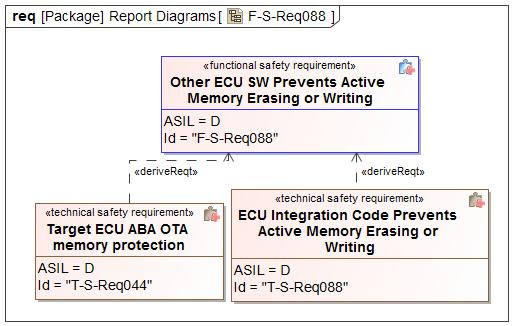 req [Package] Report Diagrams[ F-S-Req088 ]
«functional safety requirement»
Other ECU SW Prevents Active
Memory Erasing or Writing
ASIL = D
Id = "F-S-Req088"
«deriveReqt»
«deriveReqt»
«technical safety requirement»
Target ECU ABA OTA
memory protection
ASIL = D
Id = "T-S-Req044"
«technical safety requirement»
ECU Integration Code Prevents
Active Memory Erasing or
Writing
ASIL = D
Id = "T-S-Req088"